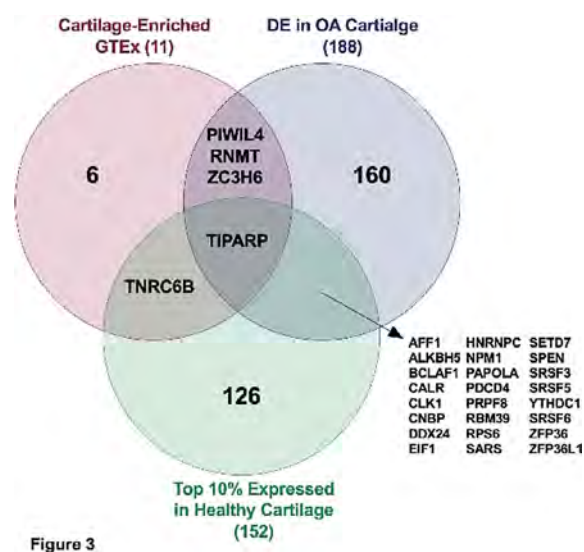 Cartilage-Enriched
GTEx (11)
DE in OA Cartialge
(188)
PIWIL4
RNMT
ZC3H6
6
160
TIPARP
TNRC6B
126
AFF1 HNRNPC SETD7
ALKBH5 NPM1 SPEN
BCLAF1 PAPOLA SRSF3
CALR PDCD4 SRSF5
CLK1 PRPF8 YTHDC1
CNBP RBM39 SRSF6
DDX24 RPS6 ZFP36
EIF1 SARS ZFP36L1
Top 10% Expressed
in Healthy Cartilage
(152)
Figure 3